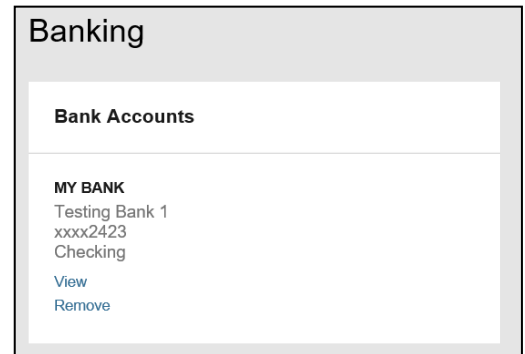 Banking
Bank Accounts
MY BANK
Testing Bank 1
xxxx2423
Checking
View
Remove